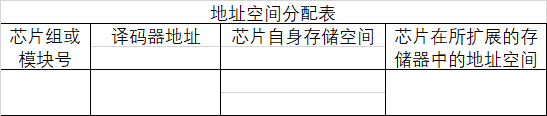 地址空间分配表
芯片组或
模块号
译码器地址
芯片自身存储空间
芯片在所扩展的存
储器中的地址空间